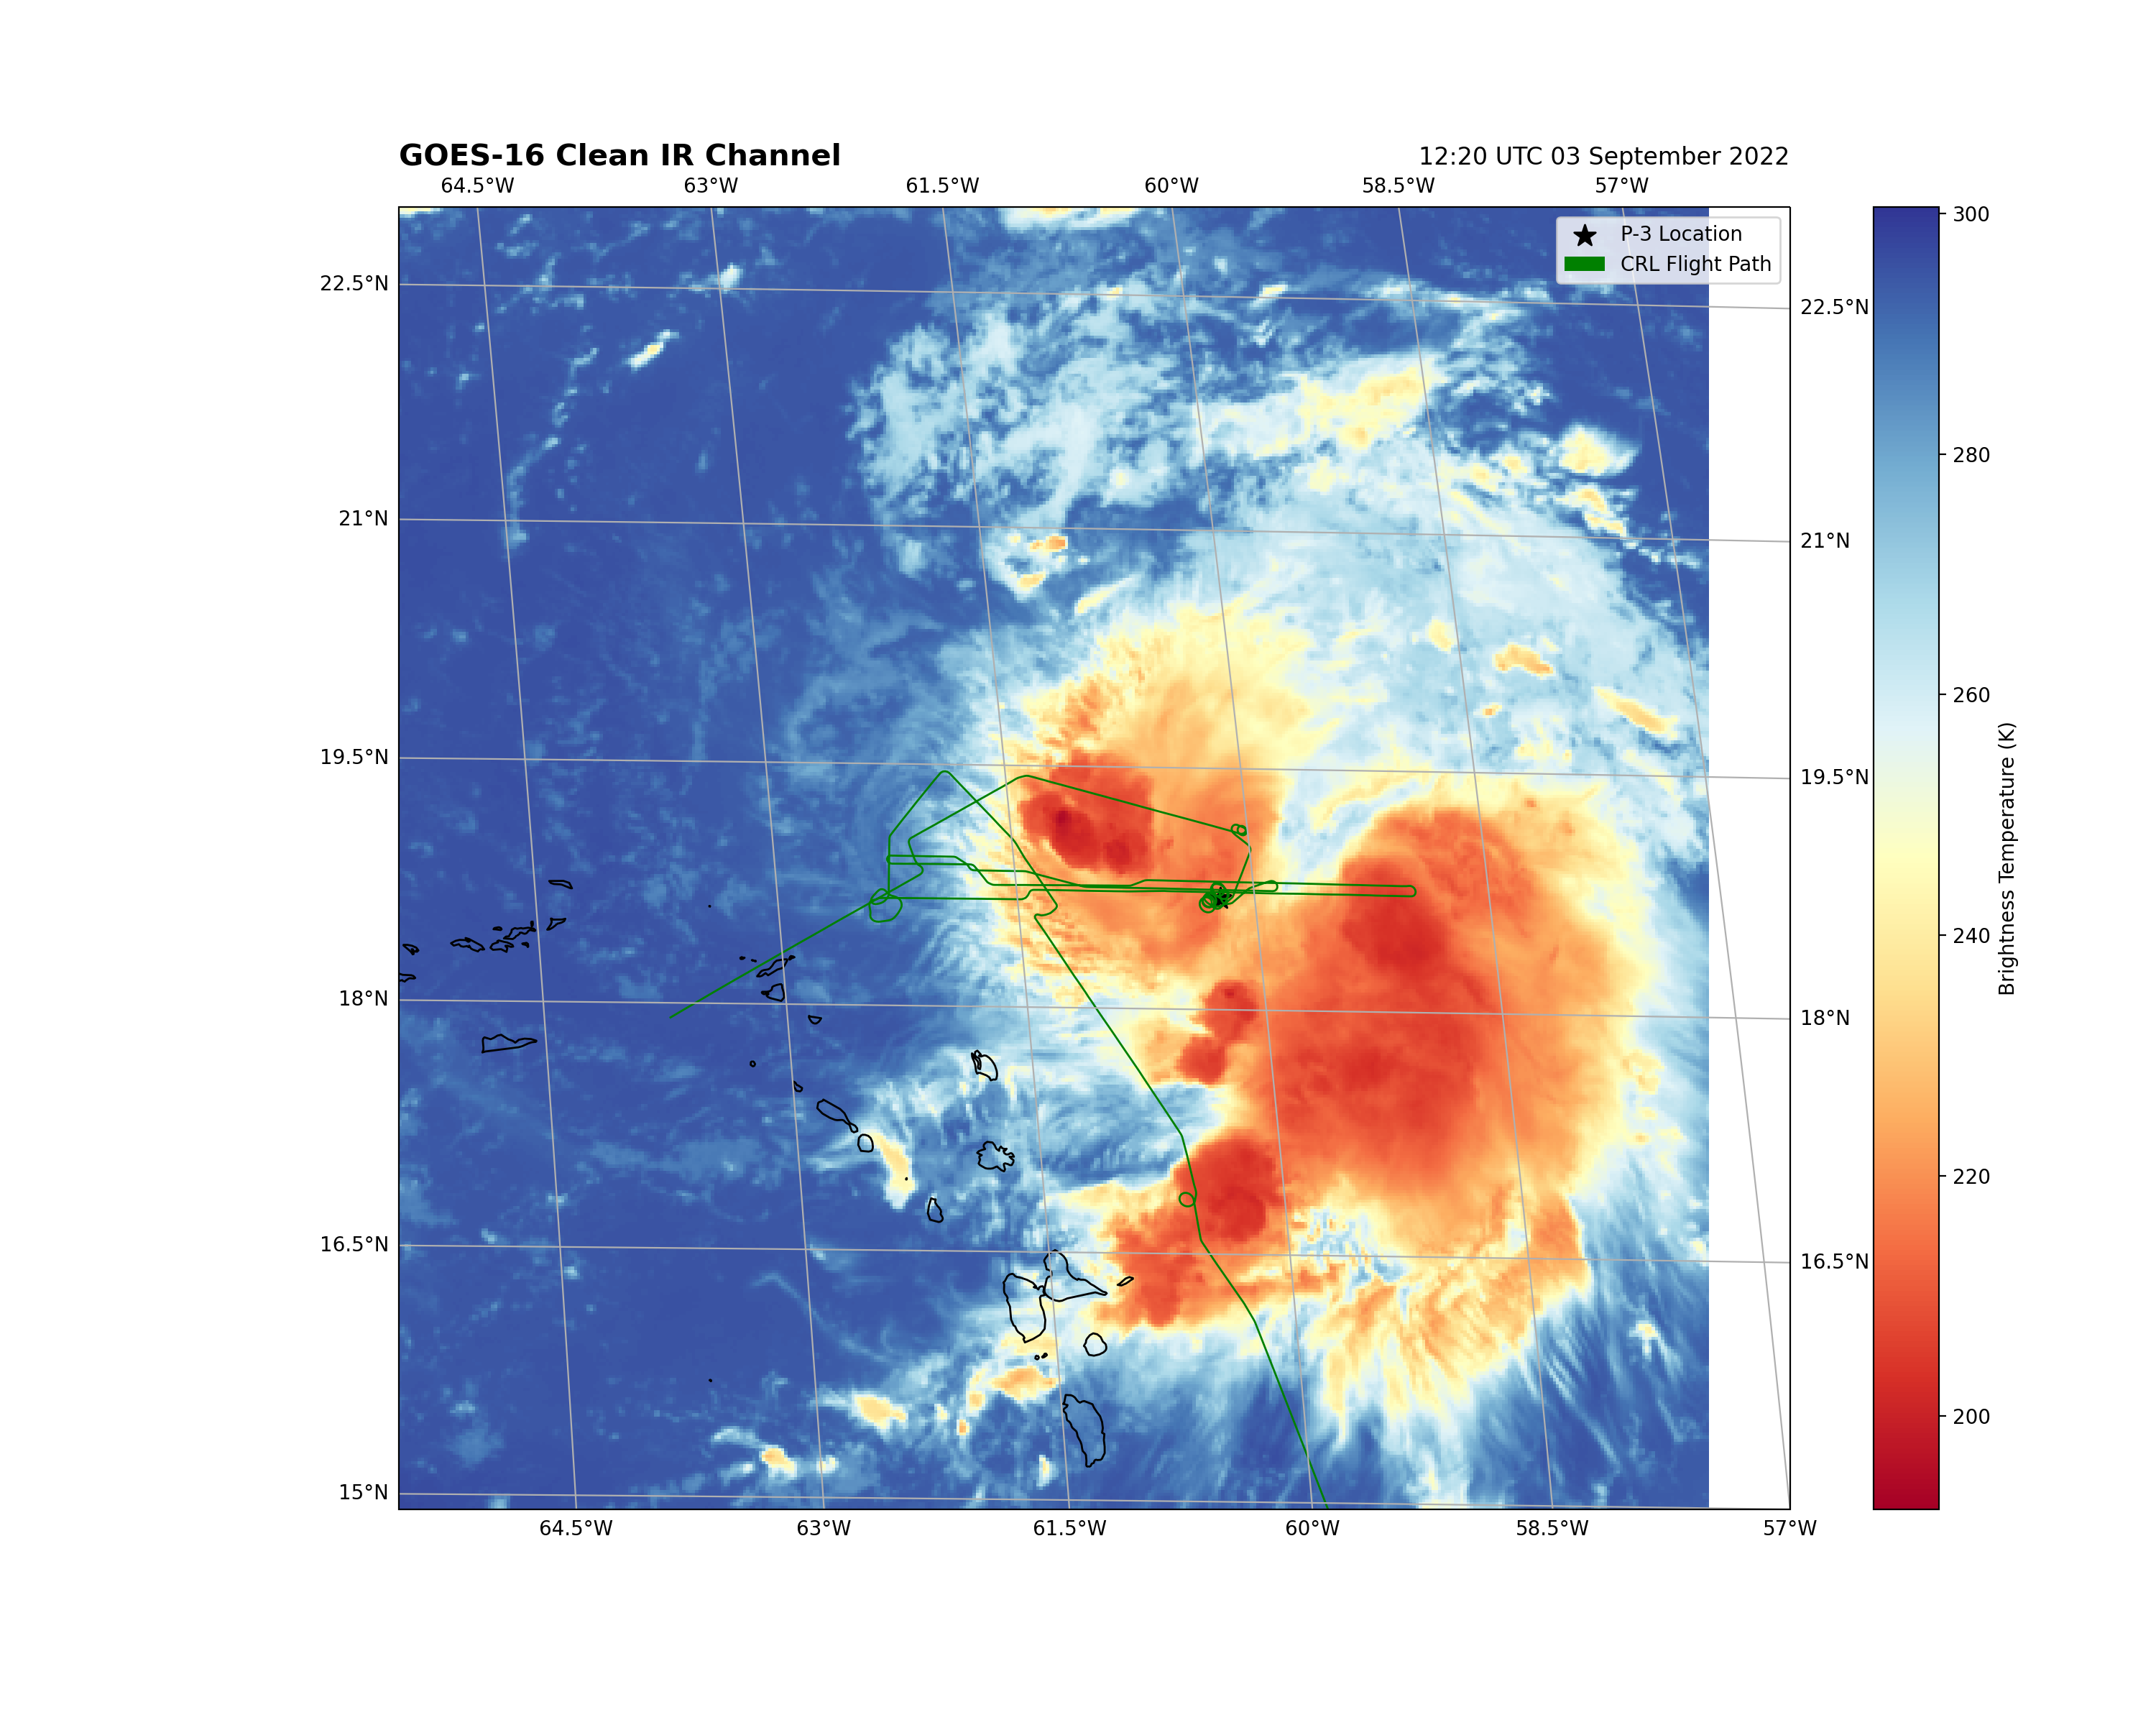 GOES-16 Clean IR Channel
12:20 UTC 03 September 2022
64.5°W 63°W 61.5°W 60°W 58.5°W 57°W
P-3 Location
CRL Flight Path
22.5°N
21°N
19.5°N
18°N
16.5°N
15°N
22.5°N
21°N
19.5°N
18°N
16.5°N
64.5°W 63°W 61.5°W 60°W 58.5°W 57°W
300
280
260
240
220
200
Brightness Temperature (K)